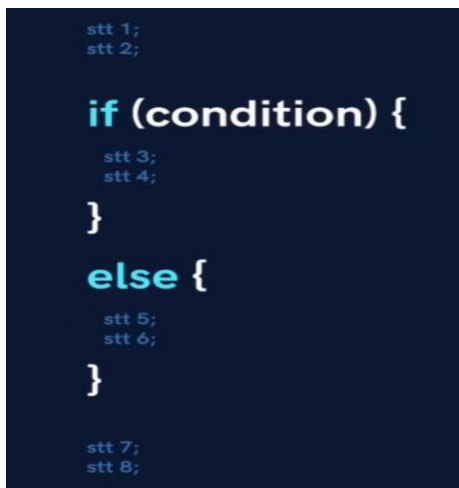 stt 1;
stt 2;
if (condition) {
stt 3;
stt 4;
}
else {
stt 5;
stt 6;
}
stt 7;
stt 8;